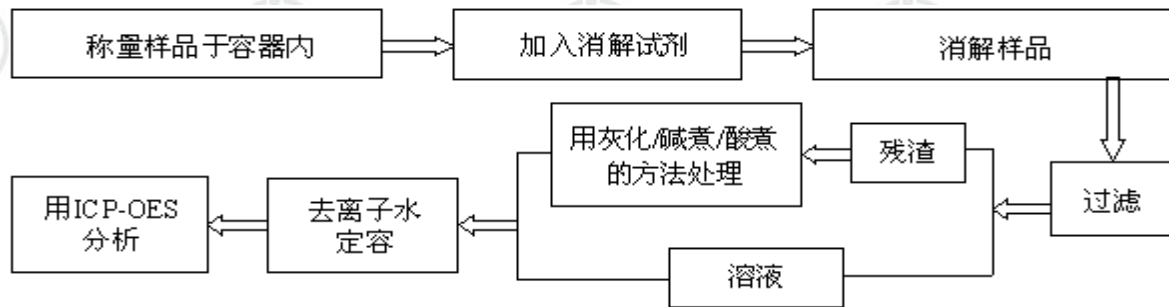 称量样品于容器内
加入消解试剂
消解样品
用灰化/碱煮/酸煮
的方法处理
残渣
过滤
用ICP-OES
分析
去离子水
定容
溶液